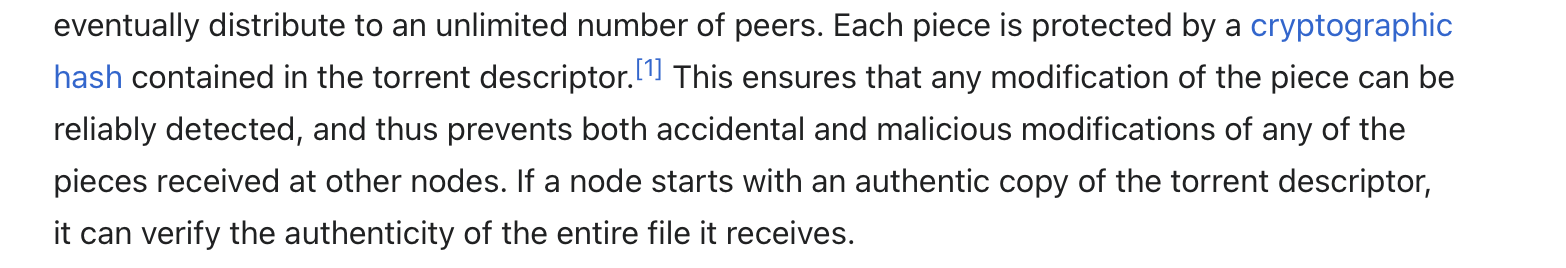 eventually distribute to an unlimited number of peers. Each piece is protected by a cryptographic
hash contained in the torrent descriptor.[1] This ensures that any modification of the piece can be
reliably detected, and thus prevents both accidental and malicious modifications of any of the
pieces received at other nodes. If a node starts with an authentic copy of the torrent descriptor,
it can verify the authenticity of the entire file it receives.